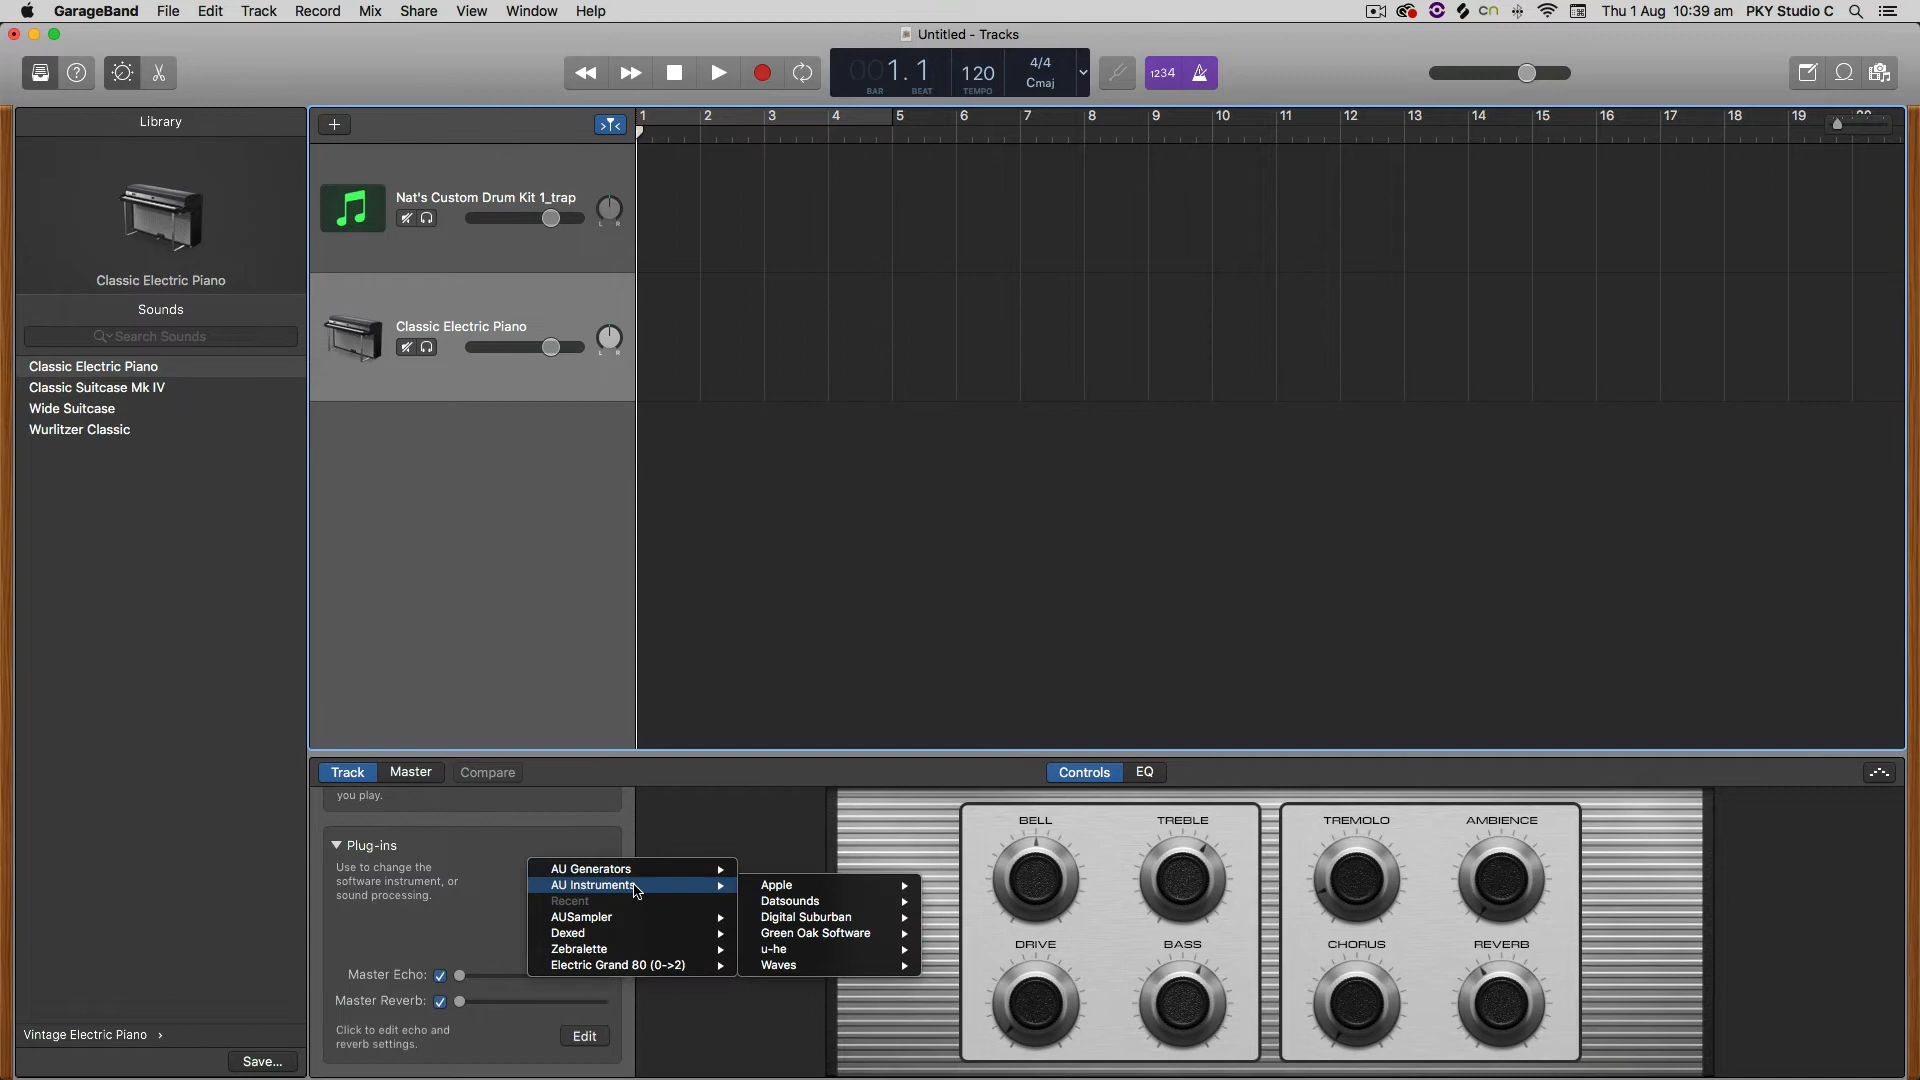 GarageBand File Edit Track Record Mix Share View Window Help
Thu 1 Aug 10:39 am PKY Studio C
Untitled - Tracks
001. 1
BAR BEAT
120
TEMPO
4/4
Cmaj
1234
Library
Classic Electric Piano
Sounds
Search Sounds
Classic Electric Piano
Classic Suitcase Mk IV
Wide Suitcase
Wurlitzer Classic
Vintage Electric Piano
Save...
1 2 3 4 5 6 7 8 9 10 11 12 13 14 15 16 17 18 19 20
Nat's Custom Drum Kit 1_trap
L R
Classic Electric Piano
L R
Track Master Compare
Controls EQ
you play.
Plug-ins
Use to change the
software instrument, or
sound processing.
Master Echo:
Master Reverb:
Click to edit echo and
reverb settings.
Edit
AU Generators
AU Instruments
Recent
AUSampler
Dexed
Zebralette
Electric Grand 80 (0->2)
Apple
Datsounds
Digital Suburban
Green Oak Software
u-he
Waves
BELL TREBLE TREMOLO AMBIENCE
DRIVE BASS CHORUS REVERB